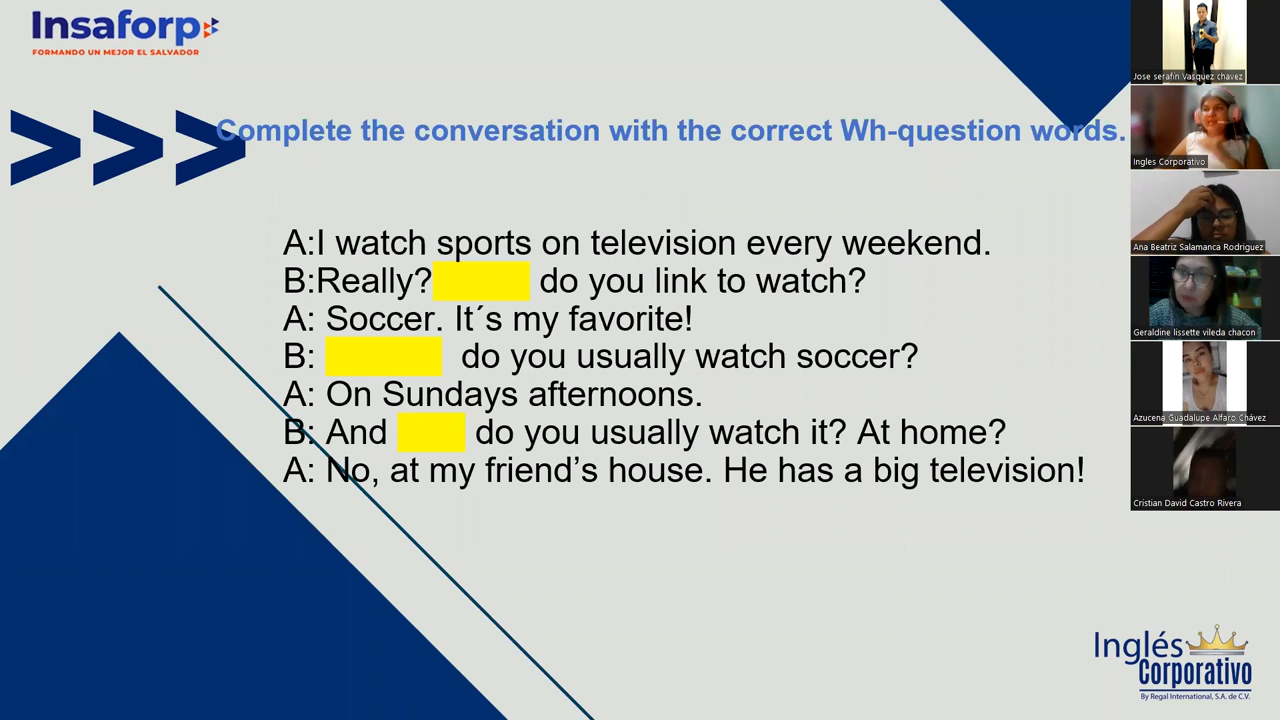 Insaforp
FORMANDO UN MEJOR EL SALVADOR
>>>
Complete the conversation with the correct Wh-question words.
A:I watch sports on television every weekend.
B:Really? do you link to watch?
A: Soccer. It´s my favorite!
B: do you usually watch soccer?
A: On Sundays afternoons.
B: And do you usually watch it? At home?
A: No, at my friend’s house. He has a big television!
Jose serafín Vasquez chavez
Ingles Corporativo
Ana Beatriz Salamanca Rodriguez
Geraldine lissette vileda chacon
Azucena Guadalupe Alfaro Chávez
Cristian David Castro Rivera
Inglés
Corporativo
By Regal International, S.A. de C.V.